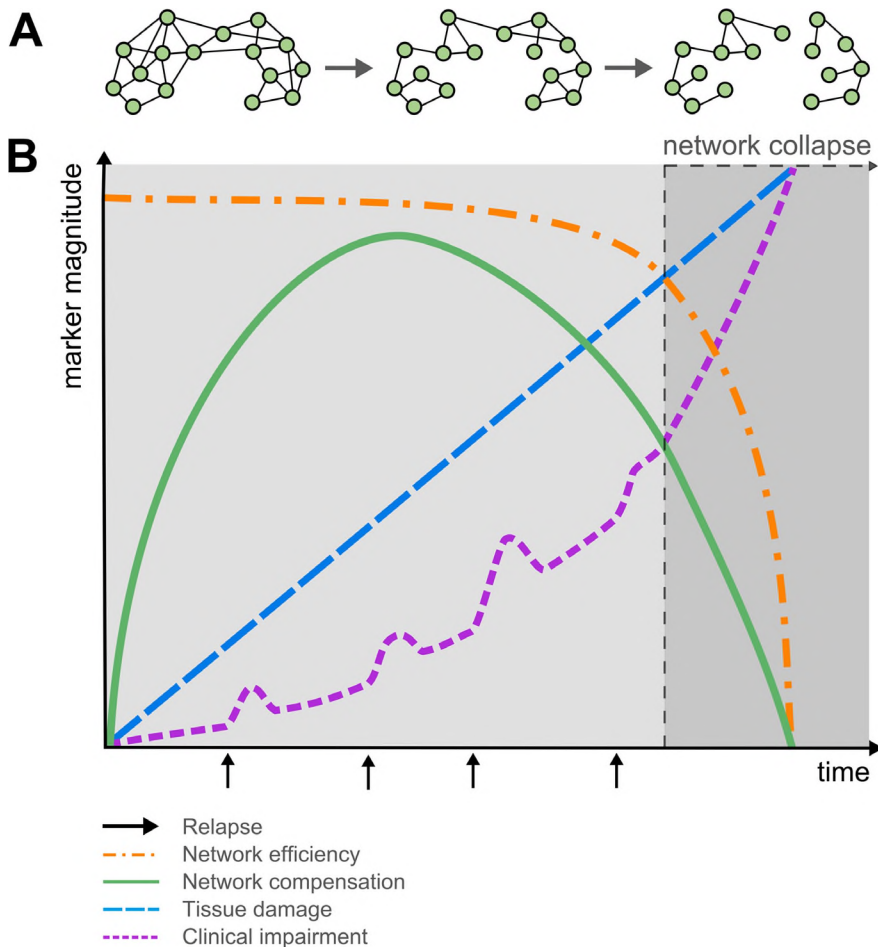 A
B
network collapse
marker magnitude
time
Relapse
Network efficiency
Network compensation
Tissue damage
Clinical impairment